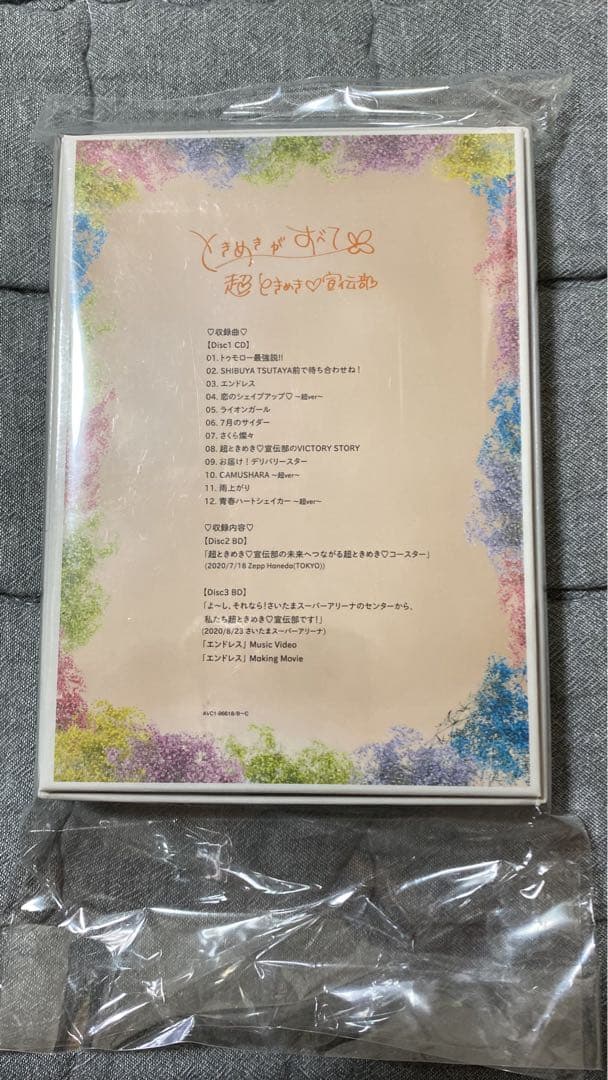 ときめきがすべて
超ときめき♡宣伝部
♡収録曲♡
【Disc1 CD】
01. トゥモロー最強説!!
02. SHIBUYA TSUTAYA前で待ち合わせね！
03. エンドレス
04. 恋のシェイプアップ♡ ～超ver～
05. ライオンガール
06. 7月のサイダー
07. さくら燦々
08. 超ときめき♡宣伝部のVICTORY STORY
09. お届け！デリバリースター
10. CAMUSHARA ～超ver～
11. 雨上がり
12. 青春ハートシェイカー ～超ver～
♡収録内容♡
【Disc2 BD】
「超ときめき♡宣伝部の未来へつながる超ときめき♡コースター」
(2020/7/18 Zepp Haneda(TOKYO))
【Disc3 BD】
「よ～し、それなら！さいたまスーパーアリーナのセンターから、
私たち超ときめき♡宣伝部です！」
(2020/8/23 さいたまスーパーアリーナ)
「エンドレス」Music Video
「エンドレス」Making Movie
AVC1-96618/B～C